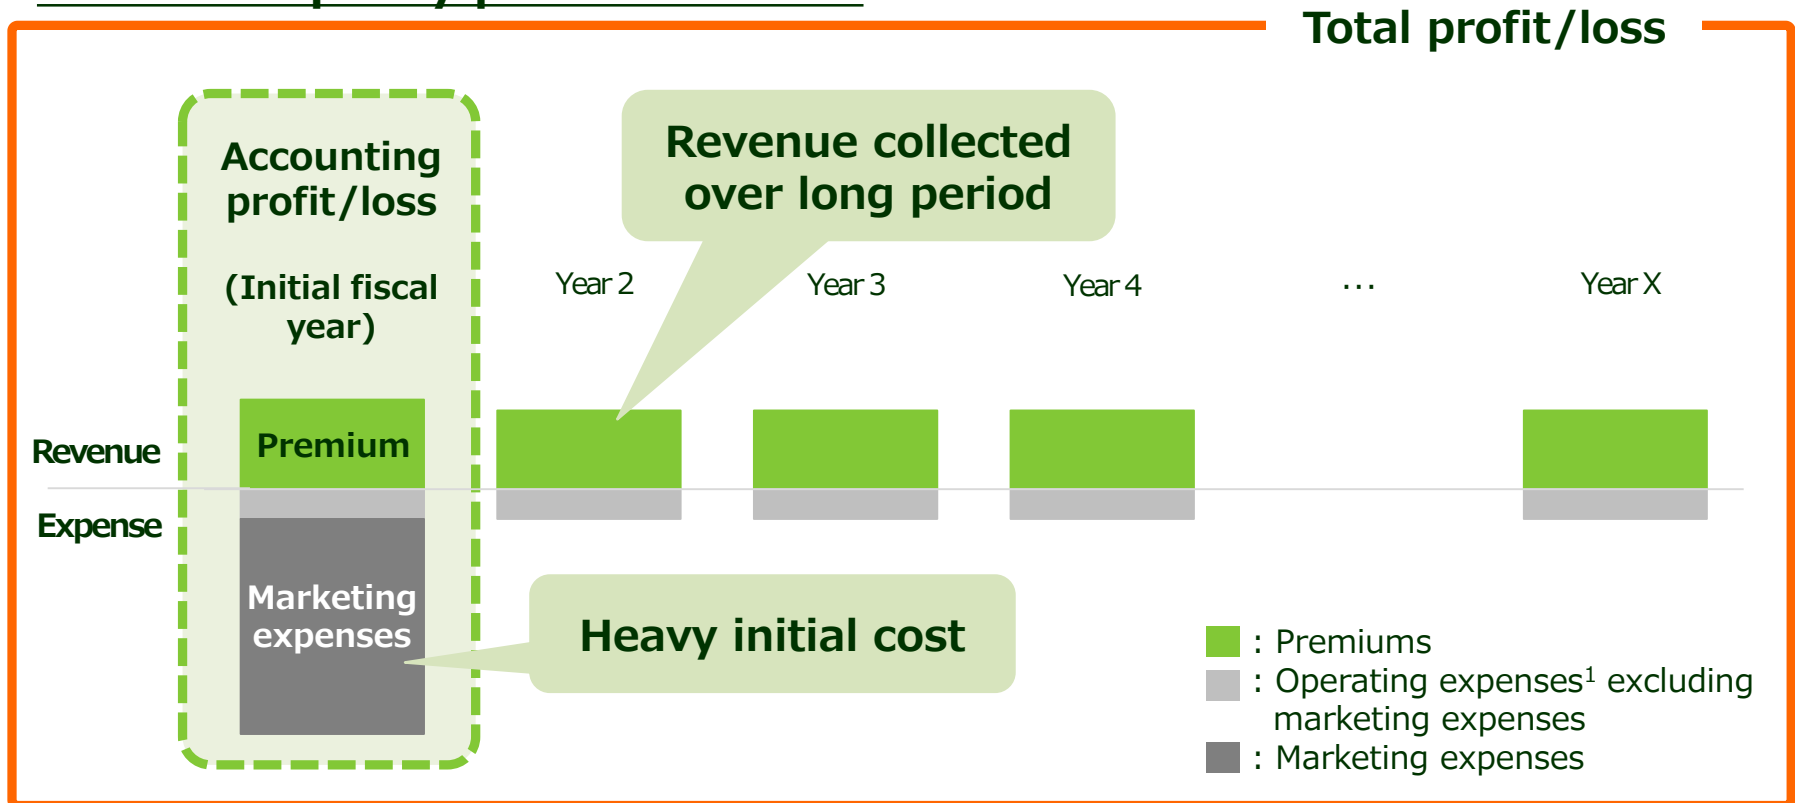 Total profit/loss
Accounting
profit/loss
(Initial fiscal
year)
Revenue collected
over long period
Year 2
Year 3
Year 4
...
Year X
Revenue
Premium
Expense
Marketing
expenses
Heavy initial cost
: Premiums
: Operating expenses¹ excluding
marketing expenses
: Marketing expenses